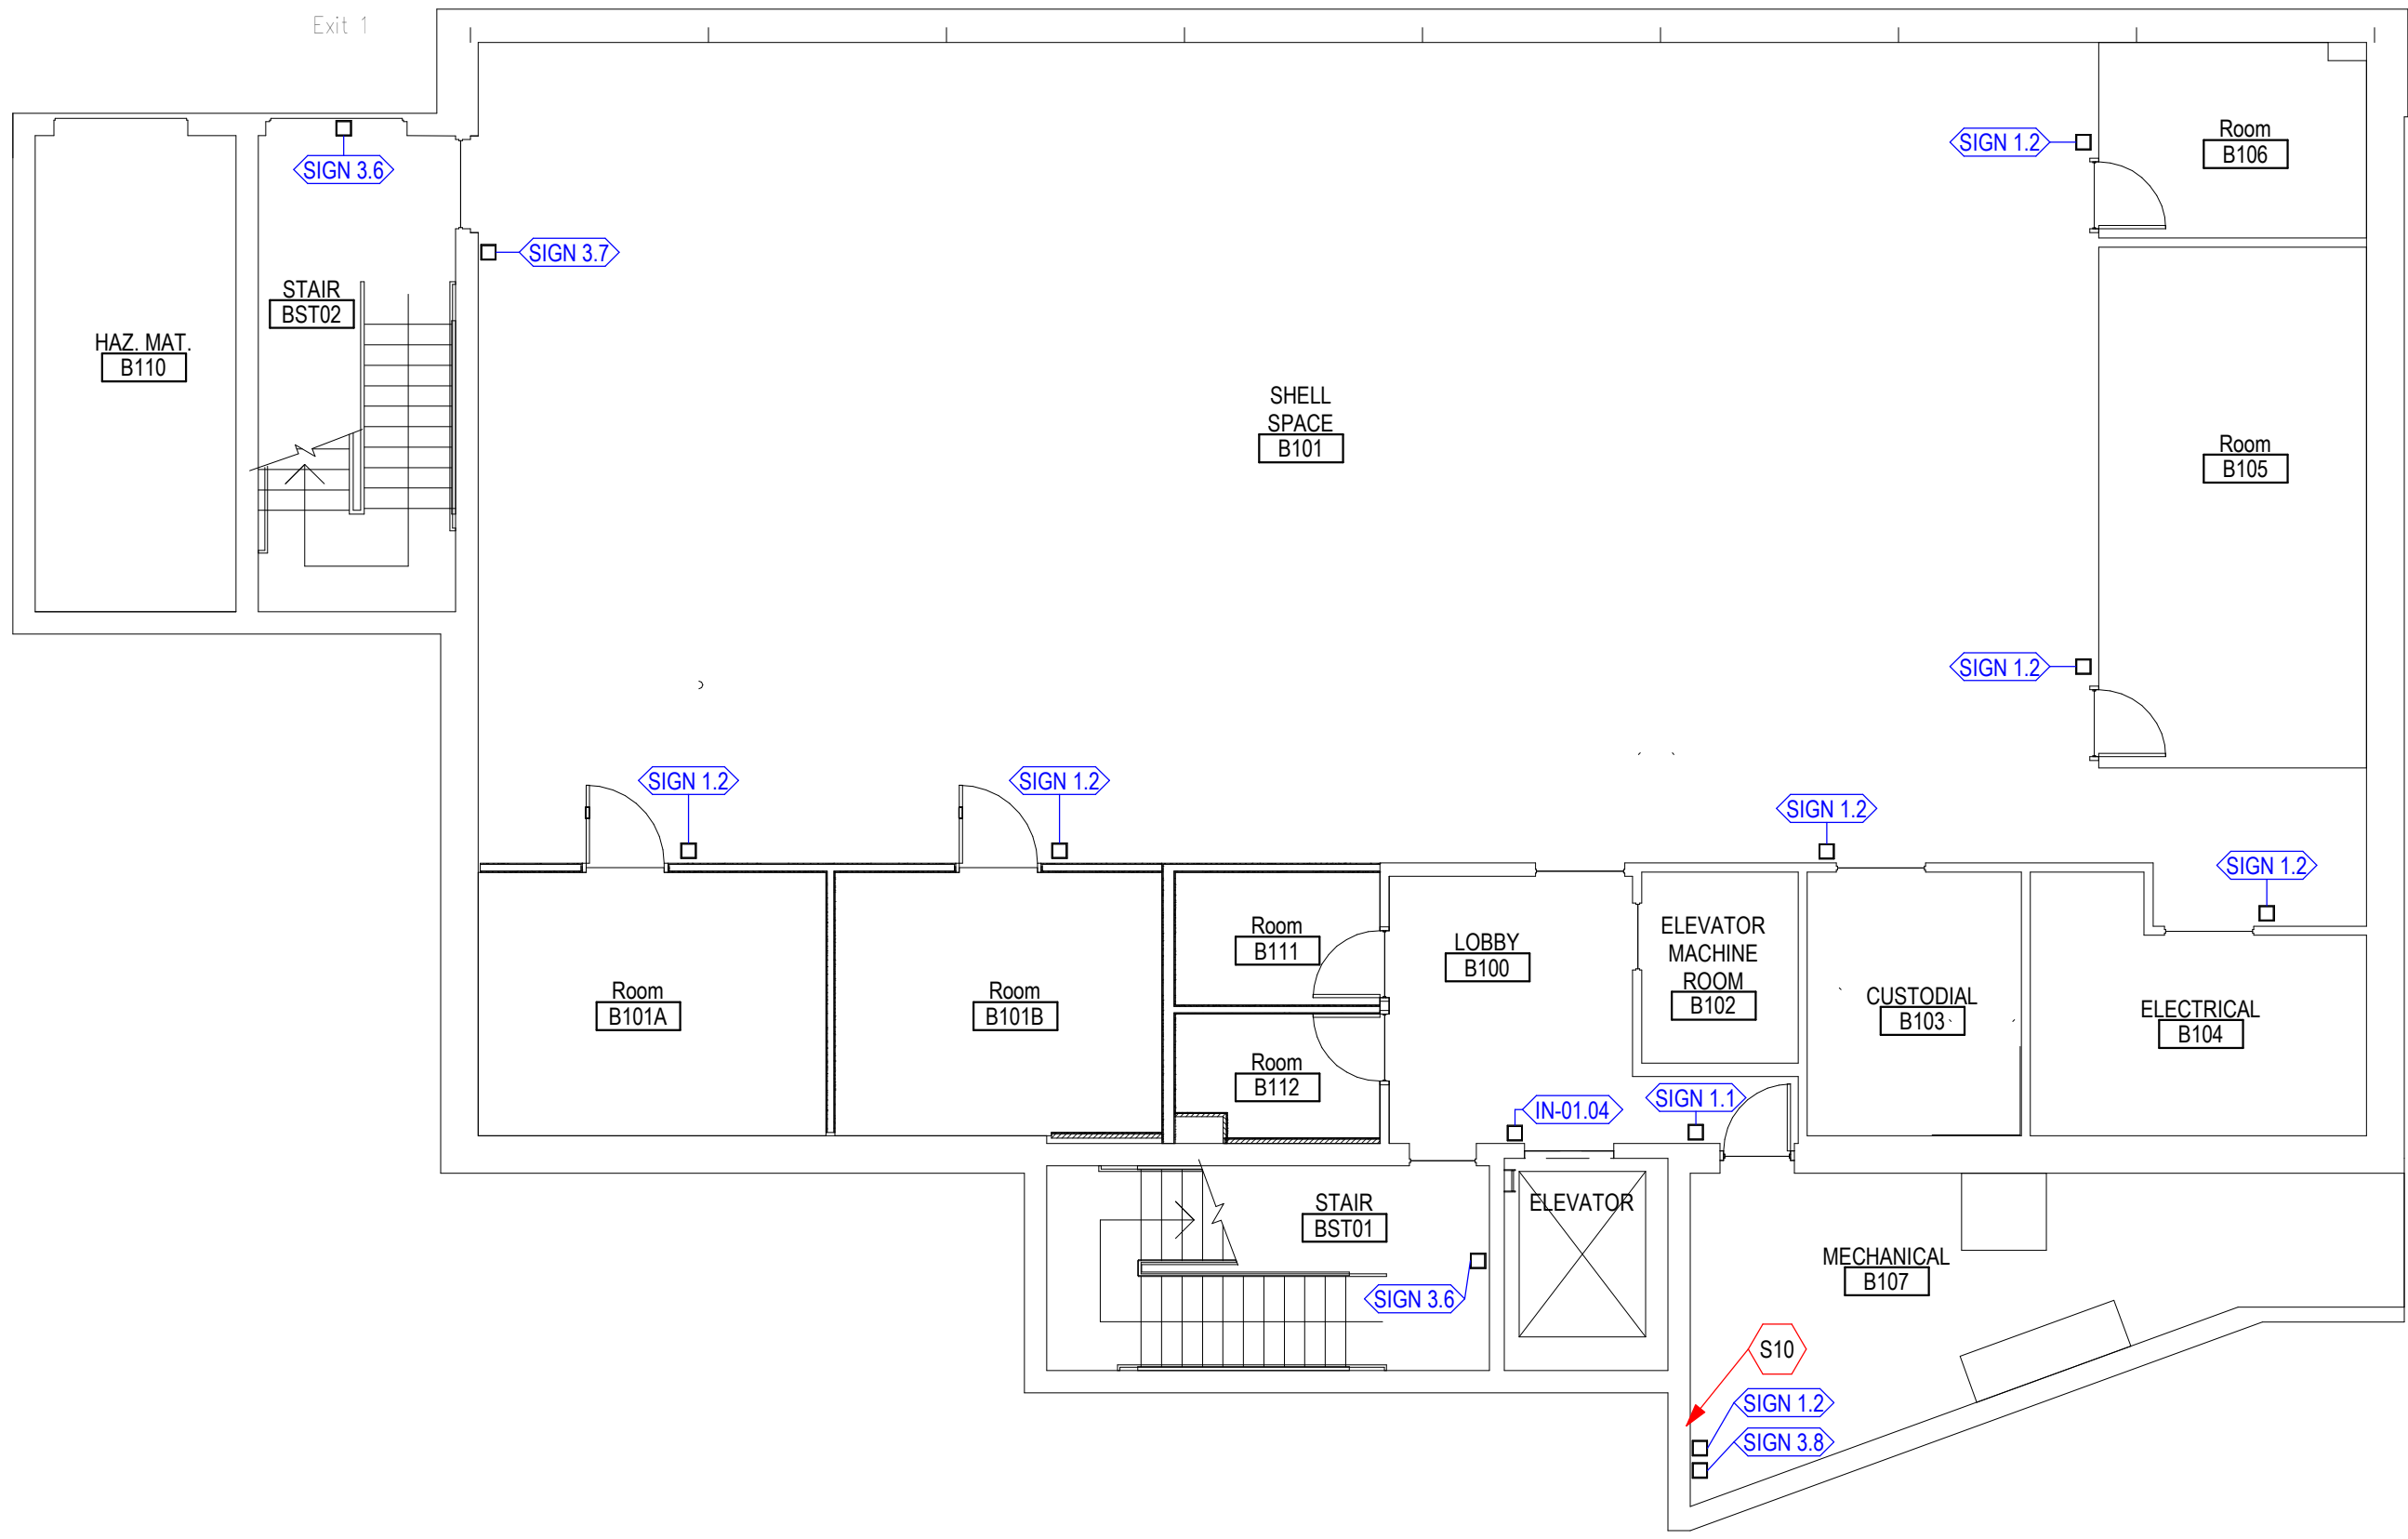 Exit 1
SIGN 1.2
Room
B106
SIGN 3.6
SIGN 3.7
STAIR
BST02
HAZ. MAT.
B110
SHELL
SPACE
B101
Room
B105
SIGN 1.2
SIGN 1.2
SIGN 1.2
SIGN 1.2
SIGN 1.2
Room
B111
LOBBY
B100
ELEVATOR
MACHINE
ROOM
B102
Room
B101A
Room
B101B
CUSTODIAL
B103
ELECTRICAL
B104
Room
B112
IN-01.04
SIGN 1.1
STAIR
BST01
ELEVATOR
MECHANICAL
B107
SIGN 3.6
S10
SIGN 1.2
SIGN 3.8